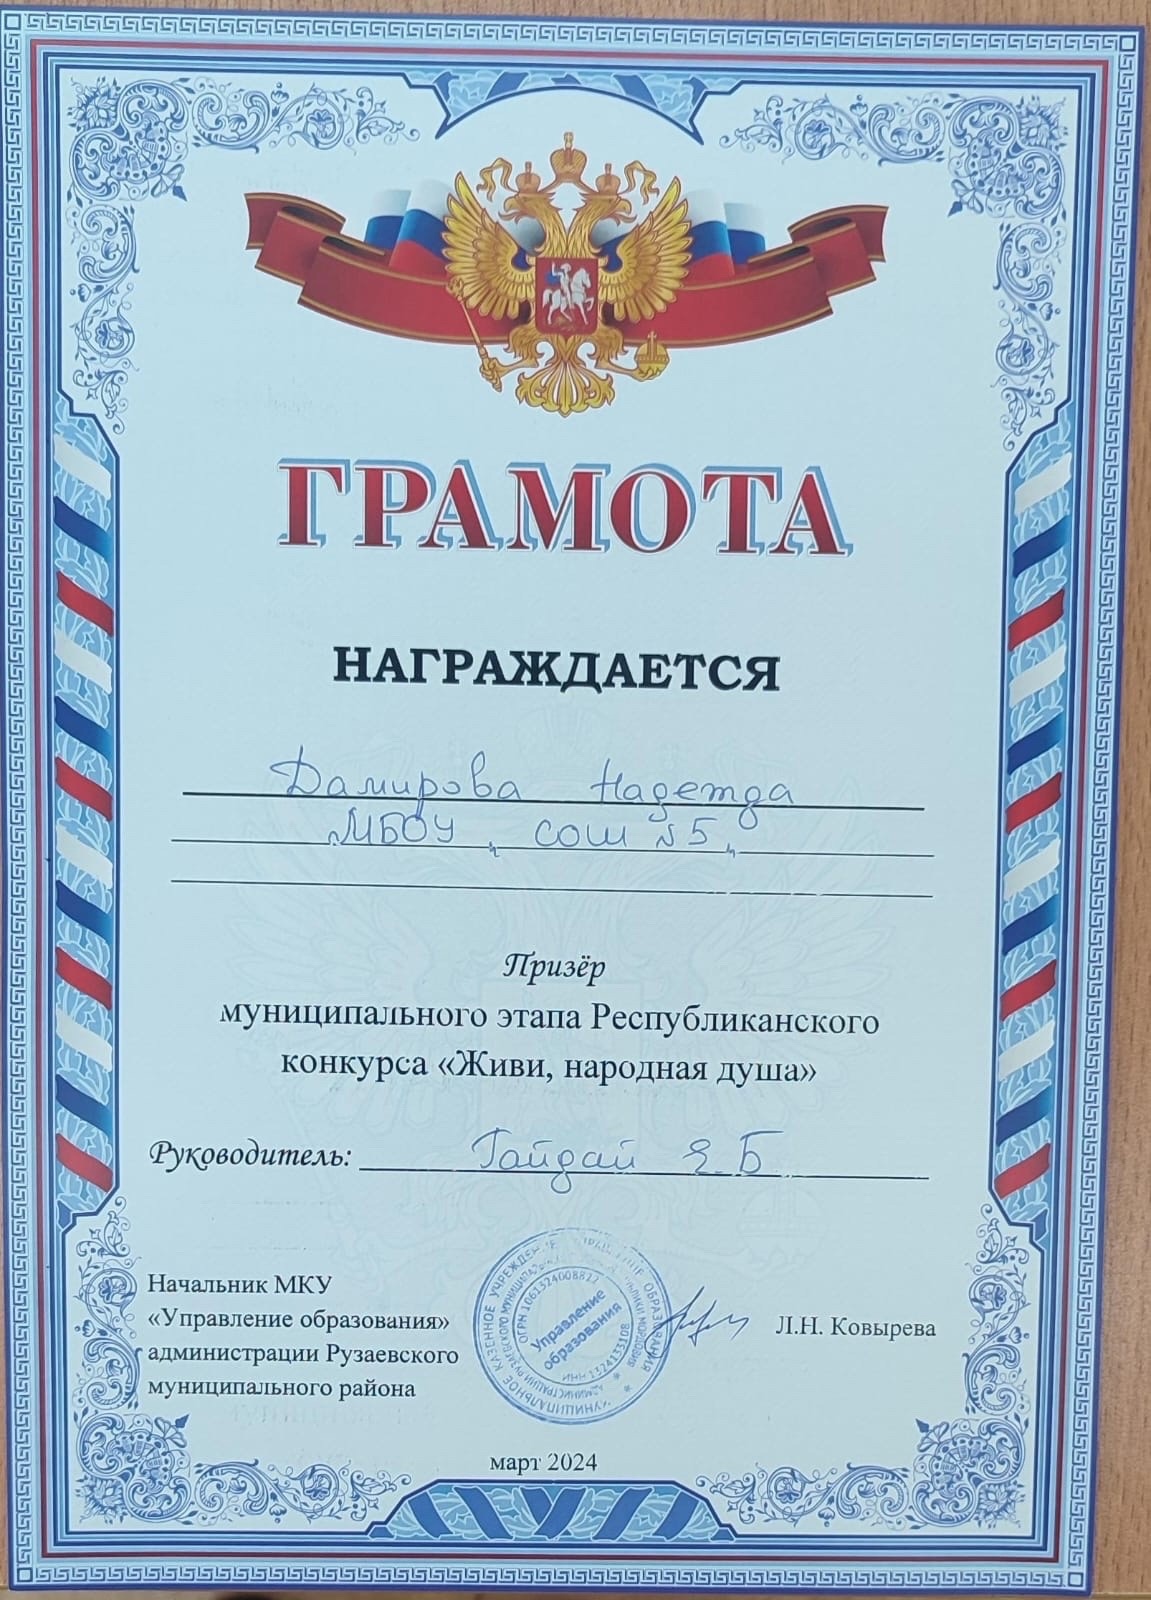 ГРАМОТА
НАГРАЖДАЕТСЯ
Дамирова Надежда
МБОУ „СОШ №5"
Призёр
муниципального этапа Республиканского
конкурса «Живи, народная душа»
Руководитель: Гайдай Я.Б
Начальник МКУ
«Управление образования»
администрации Рузаевского
муниципального района
Управление
образования
Л.Н. Ковырева
март 2024